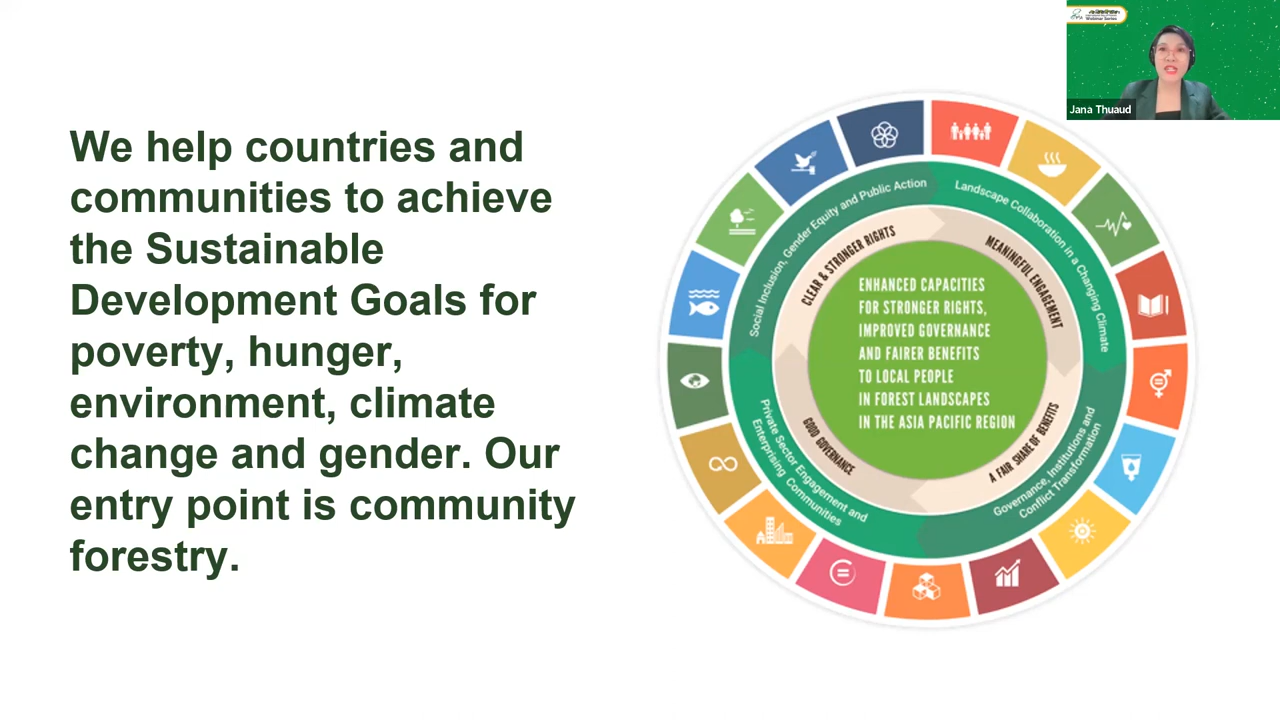 We help countries and
communities to achieve
the Sustainable
Development Goals for
poverty, hunger,
environment, climate
change and gender. Our
entry point is community
forestry.
Social Inclusion, Gender Equity and Public Action
Landscape Collaboration in a Changing Climate
Governance, Institutions and
Conflict Transformation
Private Sector Engagement and
Enterprising Communities
CLEAR & STRONGER RIGHTS
MEANINGFUL ENGAGEMENT
A FAIR SHARE OF BENEFITS
GOOD GOVERNANCE
ENHANCED CAPACITIES
FOR STRONGER RIGHTS,
IMPROVED GOVERNANCE
AND FAIRER BENEFITS
TO LOCAL PEOPLE
IN FOREST LANDSCAPES
IN THE ASIA PACIFIC REGION
Webinar Series
Jana Thuaud